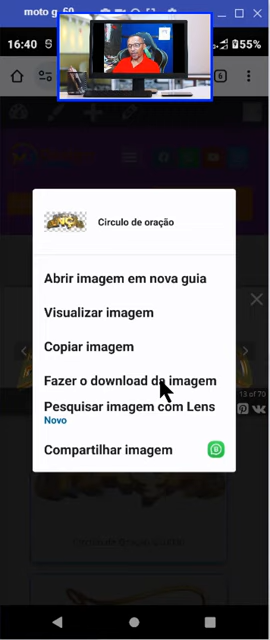 moto g 60
16:40
55%
6
Circulo de oração
Abrir imagem em nova guia
Visualizar imagem
Copiar imagem
Fazer o download da imagem
Pesquisar imagem com Lens
Novo
Compartilhar imagem
13 of 70